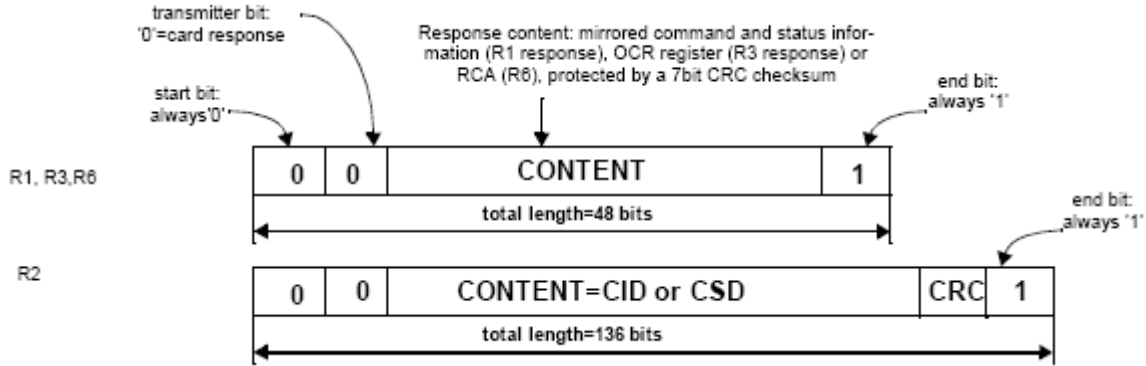 transmitter bit:
'0'=card response
Response content: mirrored command and status infor-
mation (R1 response), OCR register (R3 response) or
RCA (R6), protected by a 7bit CRC checksum
start bit:
always'0'
end bit:
always '1'
R1, R3,R6
0 0 CONTENT 1
total length=48 bits
end bit:
always '1'
R2
0 0 CONTENT=CID or CSD CRC 1
total length=136 bits